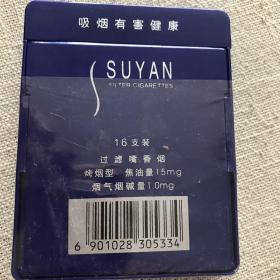 吸烟有害健康
SUYAN
FILTER CIGARETTES
16支装
过滤嘴香烟
烤烟型 焦油量15mg
烟气烟碱量1.0mg
6 901028 305334